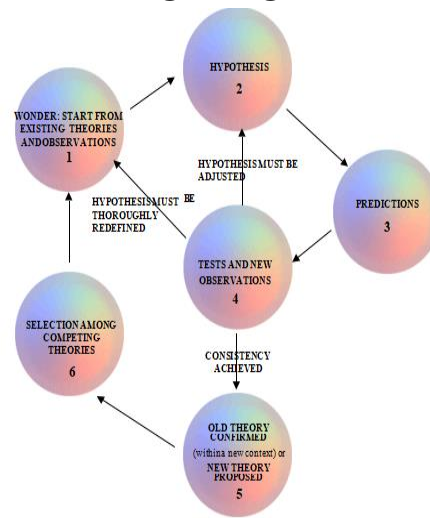 HYPOTHESIS
2
WONDER: START FROM
EXISTING THEORIES
ANDOBSERVATIONS
1
HYPOTHESIS MUST BE
ADJUSTED
HYPOTHESIS MUST BE
THOROUGHLY
REDEFINED
PREDICTIONS
3
TESTS AND NEW
OBSERVATIONS
4
SELECTION AMONG
COMPETING
THEORIES
6
CONSISTENCY
ACHIEVED
OLD THEORY
CONFIRMED
(within a new context) or
NEW THEORY
PROPOSED
5